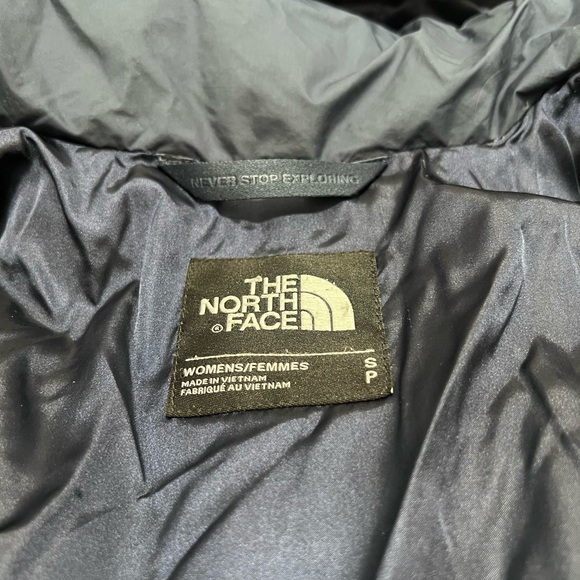 NEVER STOP EXPLORING
THE
NORTH
® FACE
WOMENS/FEMMES
MADE IN VIETNAM
FABRIQUÉ AU VIETNAM
S
P